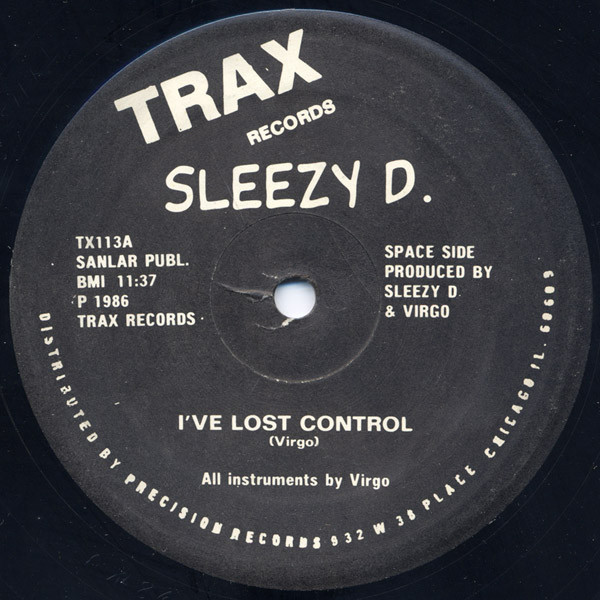 TRAX
RECORDS
SLEEZY D.
TX113A
SANLAR PUBL.
BMI 11:37
P 1986
TRAX RECORDS
SPACE SIDE
PRODUCED BY
SLEEZY D
& VIRGO
I'VE LOST CONTROL
(Virgo)
All instruments by Virgo
DISTRIBUTED BY PRECISION RECORDS 932 W 38 PLACE CHICAGO IL. 60609